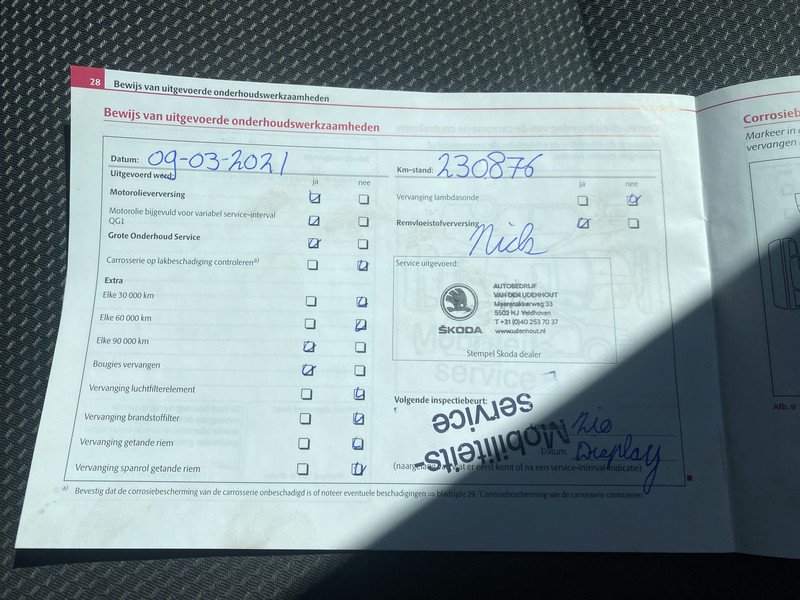 28 Bewijs van uitgevoerde onderhoudswerkzaamheden
Bewijs van uitgevoerde onderhoudswerkzaamheden
Datum: 09-03-2021
Km-stand: 230.876
Uitgevoerd werd:
ja nee
ja nee
Motorolieverversing
Motorolie bijgevuld voor variabel service-interval
QG1
Grote Onderhoud Service
Carrosserie op lakbeschadiging controleren a)
Extra
Elke 30 000 km
Elke 60 000 km
Elke 90 000 km
Bougies vervangen
Vervanging luchtfilterelement
Vervanging brandstoffilter
Vervanging getande riem
Vervanging spanrol getande riem
Vervanging lambdasonde
Remvloeistofverversing
Nick
Service uitgevoerd:
ŠKODA
AUTOBEDRIJF
VAN DEN UDENHOUT
5502 NJ Veldhoven
T +31 (0)40 253 70 37
www.udenhout.nl
Stempel Skoda dealer
Volgende inspectiebeurt:
Mobiliteits-
service
zie
Datum: Display
a) Bevestig dat de corrosiebescherming van de carrosserie onbeschadigd is of noteer eventuele beschadigingen ⇒ bladzijde 29, 'Corrosiebescherming van de carrosserie controleren'
Markeer in
vervangen
Afb. 9